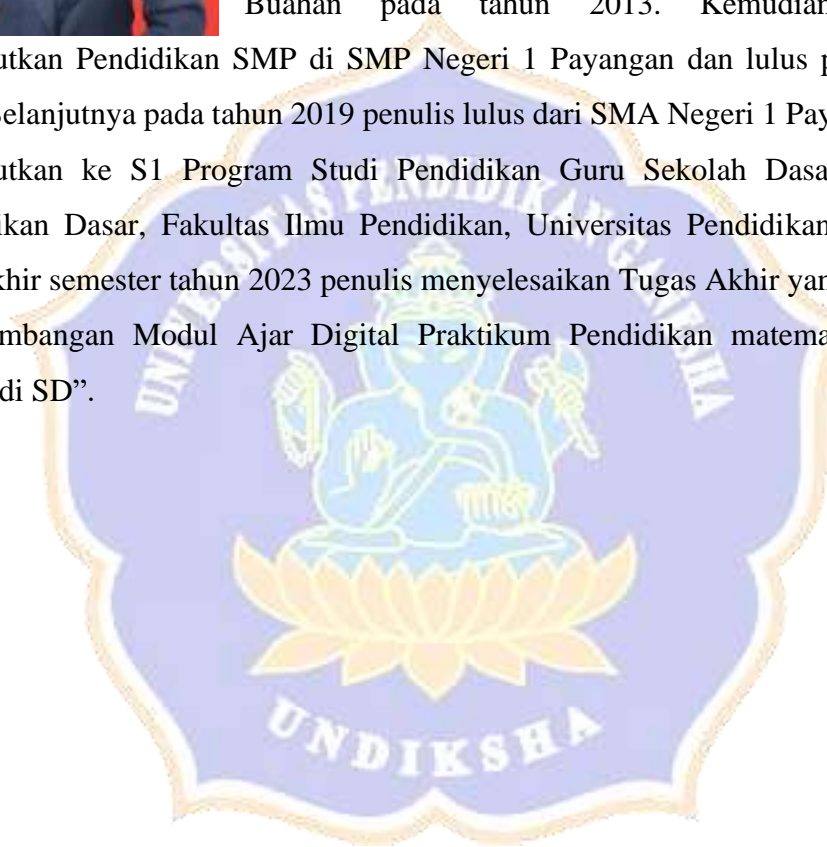 Buahan pada tahun 2013. Kemudian
utkan Pendidikan SMP di SMP Negeri 1 Payangan dan lulus p
Selanjutnya pada tahun 2019 penulis lulus dari SMA Negeri 1 Pay
utkan ke S1 Program Studi Pendidikan Guru Sekolah Dasa
ikan Dasar, Fakultas Ilmu Pendidikan, Universitas Pendidikan
khir semester tahun 2023 penulis menyelesaikan Tugas Akhir yan
mbangan Modul Ajar Digital Praktikum Pendidikan matema
di SD”.
UNIVERSITAS PENDIDIKAN GANESHA
UNDIKSHA